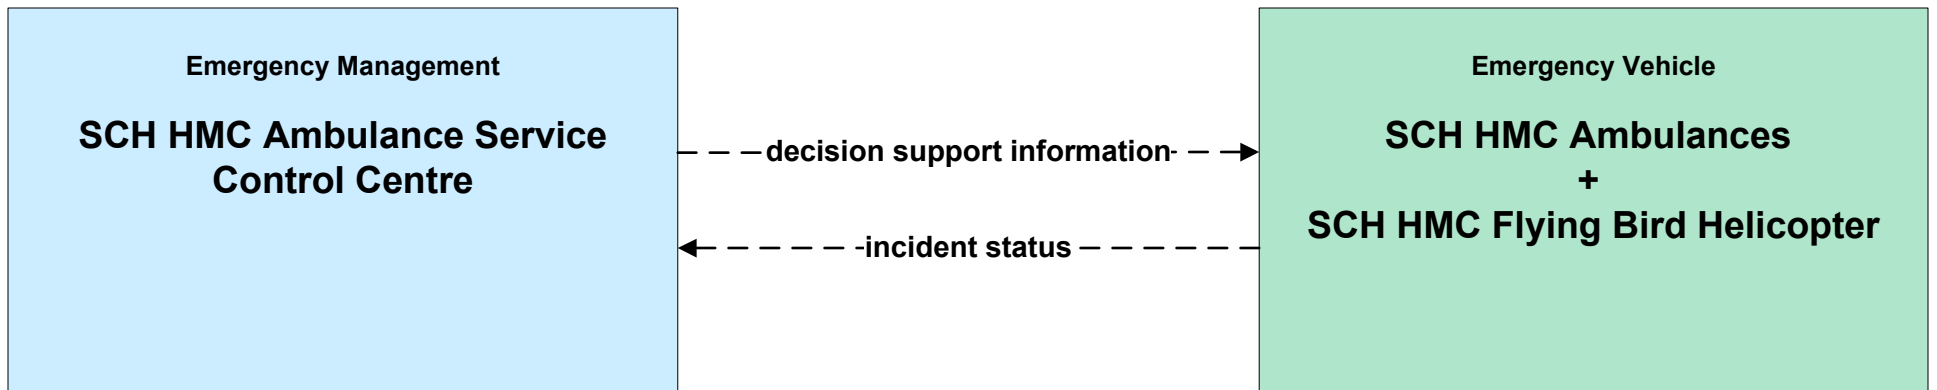 Emergency Management
SCH HMC Ambulance Service
Control Centre
decision support information
incident status
Emergency Vehicle
SCH HMC Ambulances
+
SCH HMC Flying Bird Helicopter